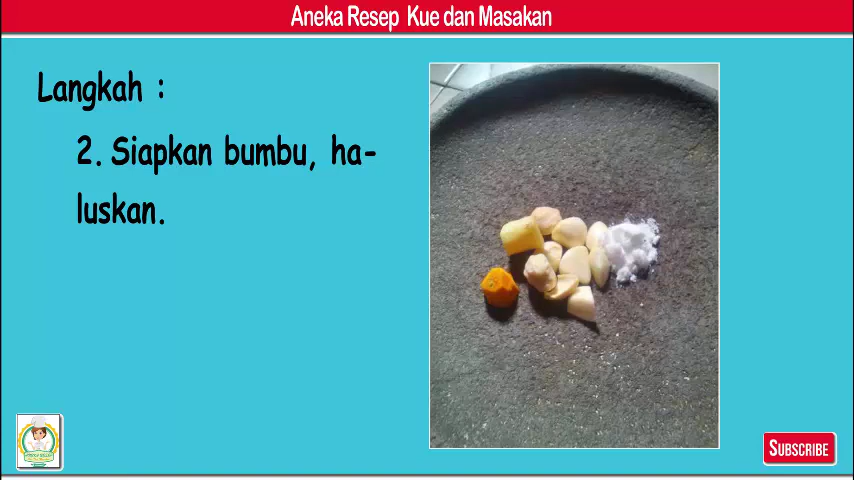 Aneka Resep Kue dan Masakan
Langkah :
2. Siapkan bumbu, ha-
luskan.
SUBSCRIBE